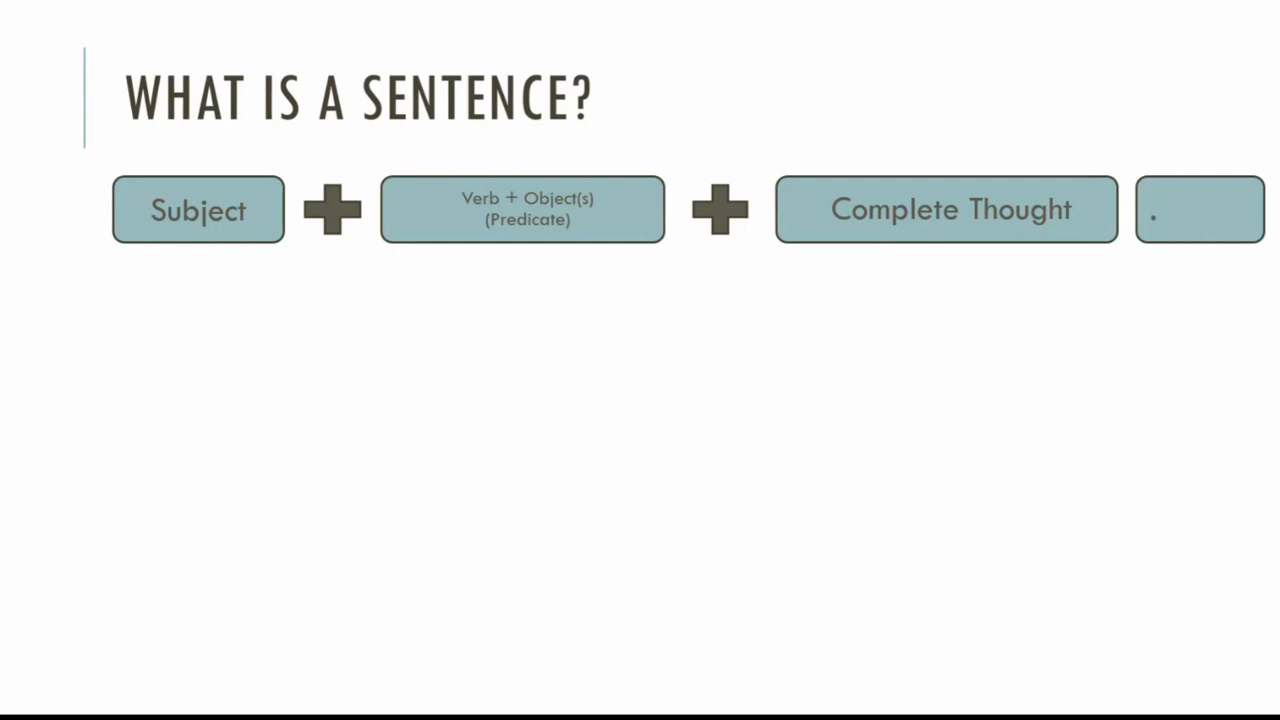 WHAT IS A SENTENCE?
Subject
Verb + Object(s)
(Predicate)
Complete Thought
.